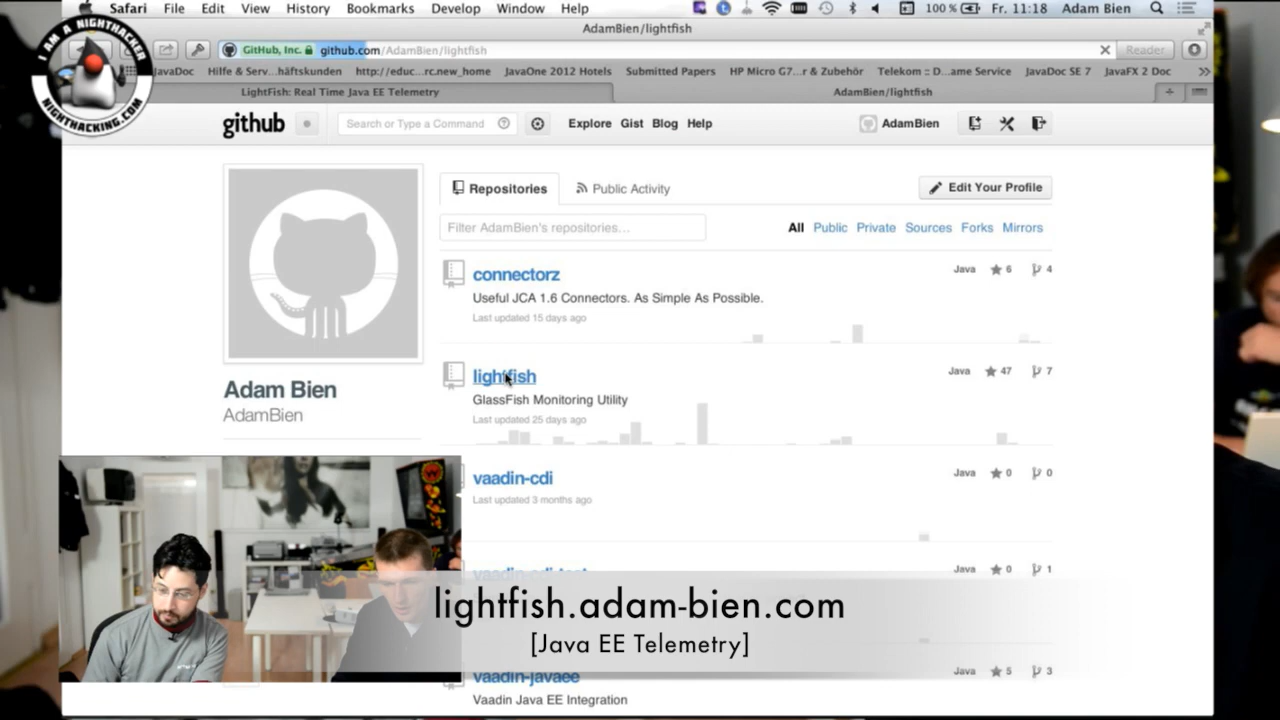 Safari File Edit View History Bookmarks Develop Window Help 100 % Fr. 11:18 Adam Bien
AdamBien/lightfish
GitHub, Inc. github.com/AdamBien/lightfish Reader
JavaDoc Hilfe & Serv...häftskunden http://educ...rc.new_home JavaOne 2012 Hotels Submitted Papers HP Micro G7...r & Zubehör Telekom :: D...ame Service JavaDoc SE 7 JavaFX 2 Doc
LightFish: Real Time Java EE Telemetry AdamBien/lightfish
I AM A NIGHTHACKER
NIGHTHACKING.COM
github Search or Type a Command Explore Gist Blog Help AdamBien
Repositories Public Activity Edit Your Profile
Filter AdamBien's repositories... All Public Private Sources Forks Mirrors
connectorz Java 6 4
Useful JCA 1.6 Connectors. As Simple As Possible.
Last updated 15 days ago
lightfish Java 47 7
GlassFish Monitoring Utility
Last updated 25 days ago
Adam Bien
AdamBien
vaadin-cdi Java 0 0
Last updated 3 months ago
vaadin-cdi-test Java 0 1
lightfish.adam-bien.com
[Java EE Telemetry]
vaadin-javaee Java 5 3
Vaadin Java EE Integration